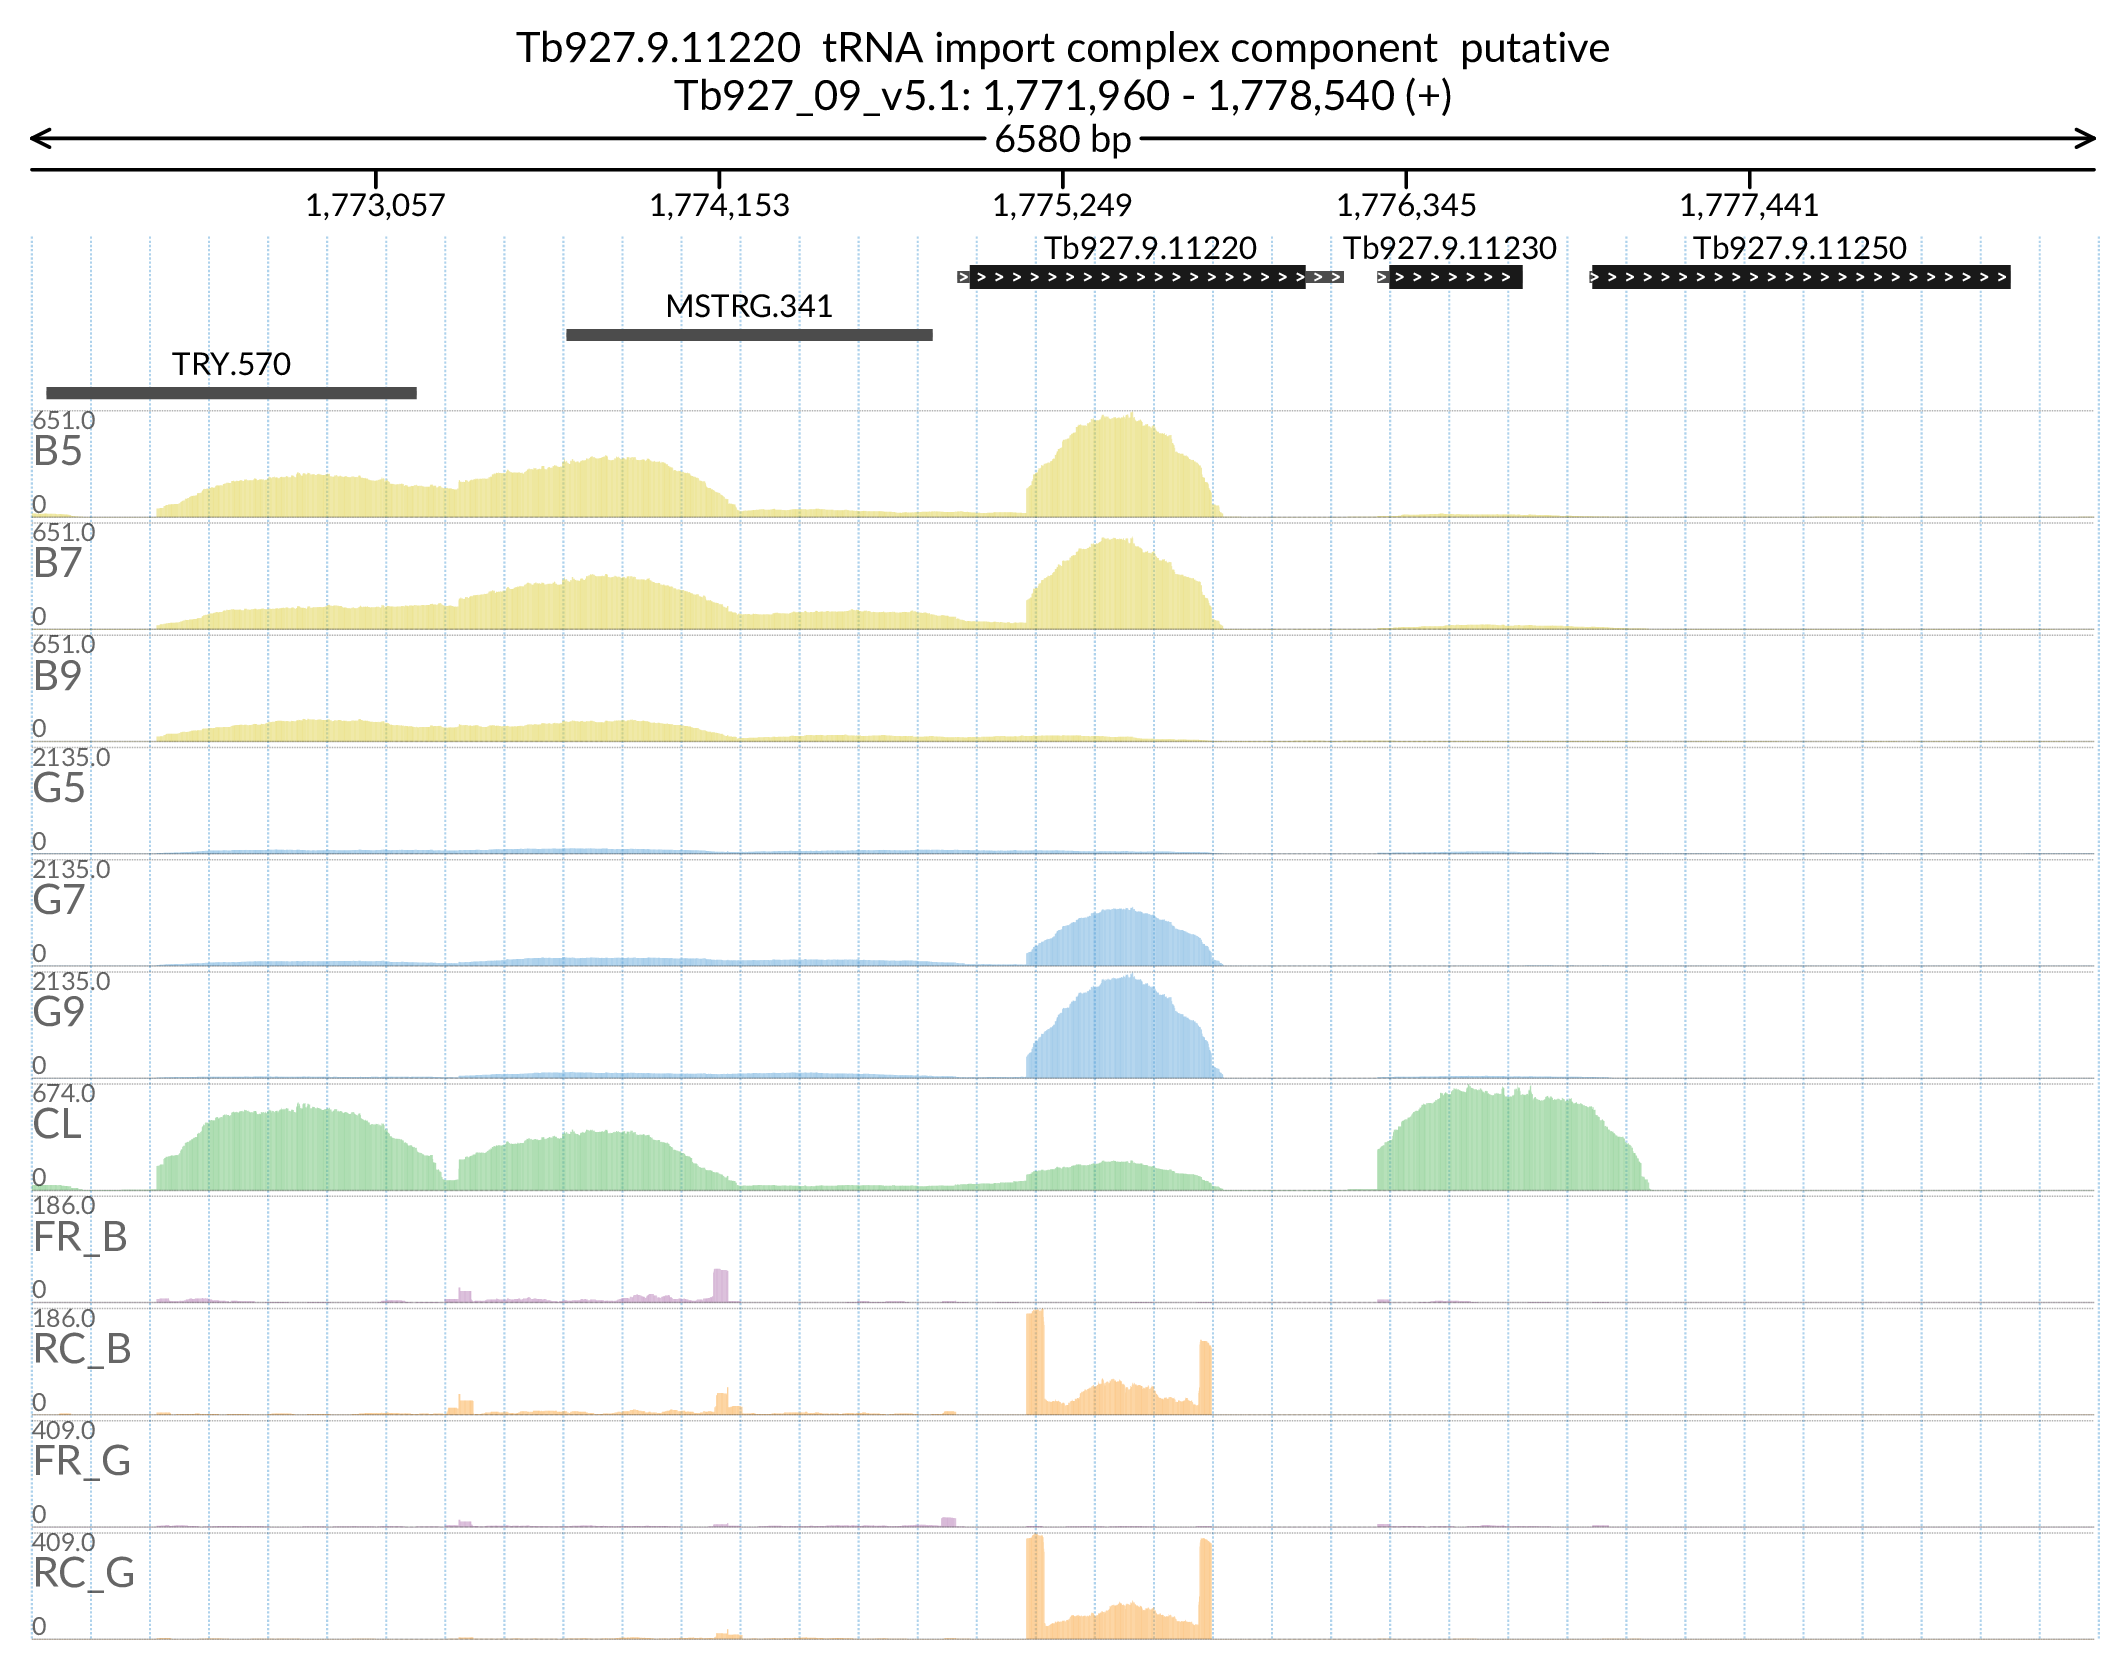 Tb927.9.11220  tRNA import complex component  putative
Tb927_09_v5.1: 1,771,960 - 1,778,540 (+)
6580 bp
1,773,057 1,774,153 1,775,249 1,776,345 1,777,441
Tb927.9.11220 Tb927.9.11230 Tb927.9.11250
MSTRG.341
TRY.570
651.0
B5
0
651.0
B7
0
651.0
B9
0
2135.0
G5
0
2135.0
G7
0
2135.0
G9
0
674.0
CL
0
186.0
FR_B
0
186.0
RC_B
0
409.0
FR_G
0
409.0
RC_G
0